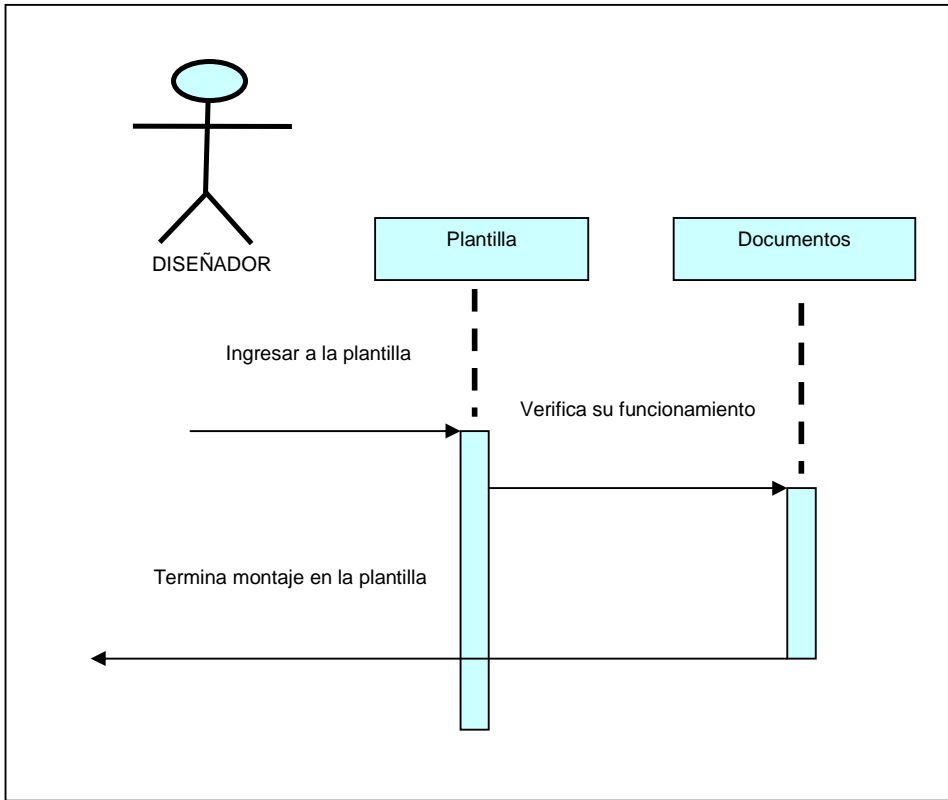 DISEÑADOR
Plantilla
Documentos
Ingresar a la plantilla
Verifica su funcionamiento
Termina montaje en la plantilla